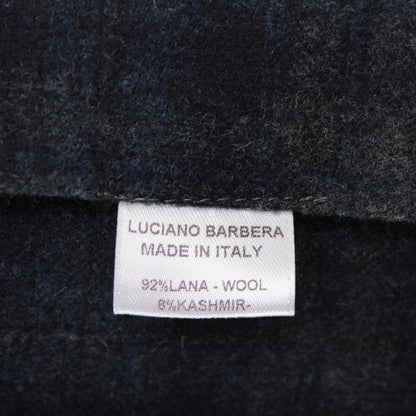 LUCIANO BARBERA
MADE IN ITALY
92%LANA - WOOL
8%KASHMIR-